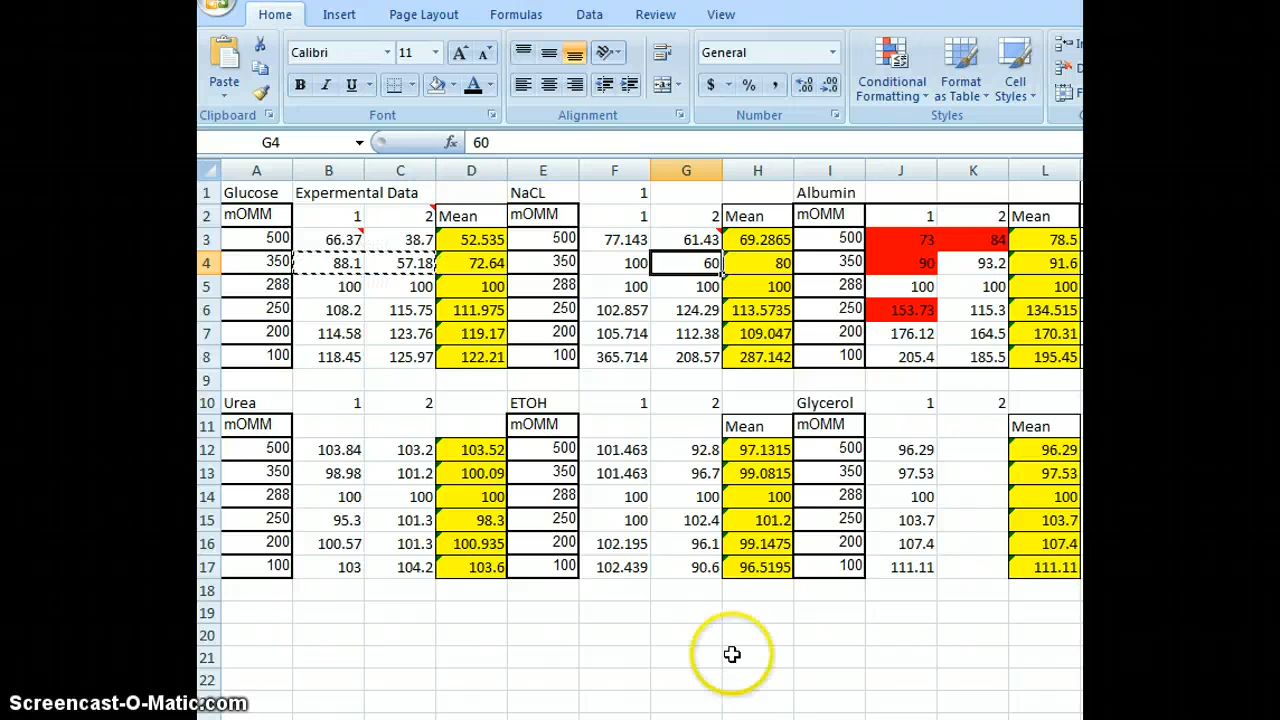 Home Insert Page Layout Formulas Data Review View
Calibri 11 A A General
Paste B I U A $ % , Conditional Formatting Format as Table Cell Styles
Clipboard Font Alignment Number Styles
G4 fx 60
A B C D E F G H I J K L
1 Glucose Expermental Data NaCL 1 Albumin
2 mOMM 1 2 Mean mOMM 1 2 Mean mOMM 1 2 Mean
3 500 66.37 38.7 52.535 500 77.143 61.43 69.2865 500 73 84 78.5
4 350 88.1 57.18 72.64 350 100 60 80 350 90 93.2 91.6
5 288 100 100 100 288 100 100 100 288 100 100 100
6 250 108.2 115.75 111.975 250 102.857 124.29 113.5735 250 153.73 115.3 134.515
7 200 114.58 123.76 119.17 200 105.714 112.38 109.047 200 176.12 164.5 170.31
8 100 118.45 125.97 122.21 100 365.714 208.57 287.142 100 205.4 185.5 195.45
9
10 Urea 1 2 ETOH 1 2 Glycerol 1 2
11 mOMM mOMM Mean mOMM Mean
12 500 103.84 103.2 103.52 500 101.463 92.8 97.1315 500 96.29 96.29
13 350 98.98 101.2 100.09 350 101.463 96.7 99.0815 350 97.53 97.53
14 288 100 100 100 288 100 100 100 288 100 100
15 250 95.3 101.3 98.3 250 100 102.4 101.2 250 103.7 103.7
16 200 100.57 101.3 100.935 200 102.195 96.1 99.1475 200 107.4 107.4
17 100 103 104.2 103.6 100 102.439 90.6 96.5195 100 111.11 111.11
18
19
20
21
22
Screencast-O-Matic.com